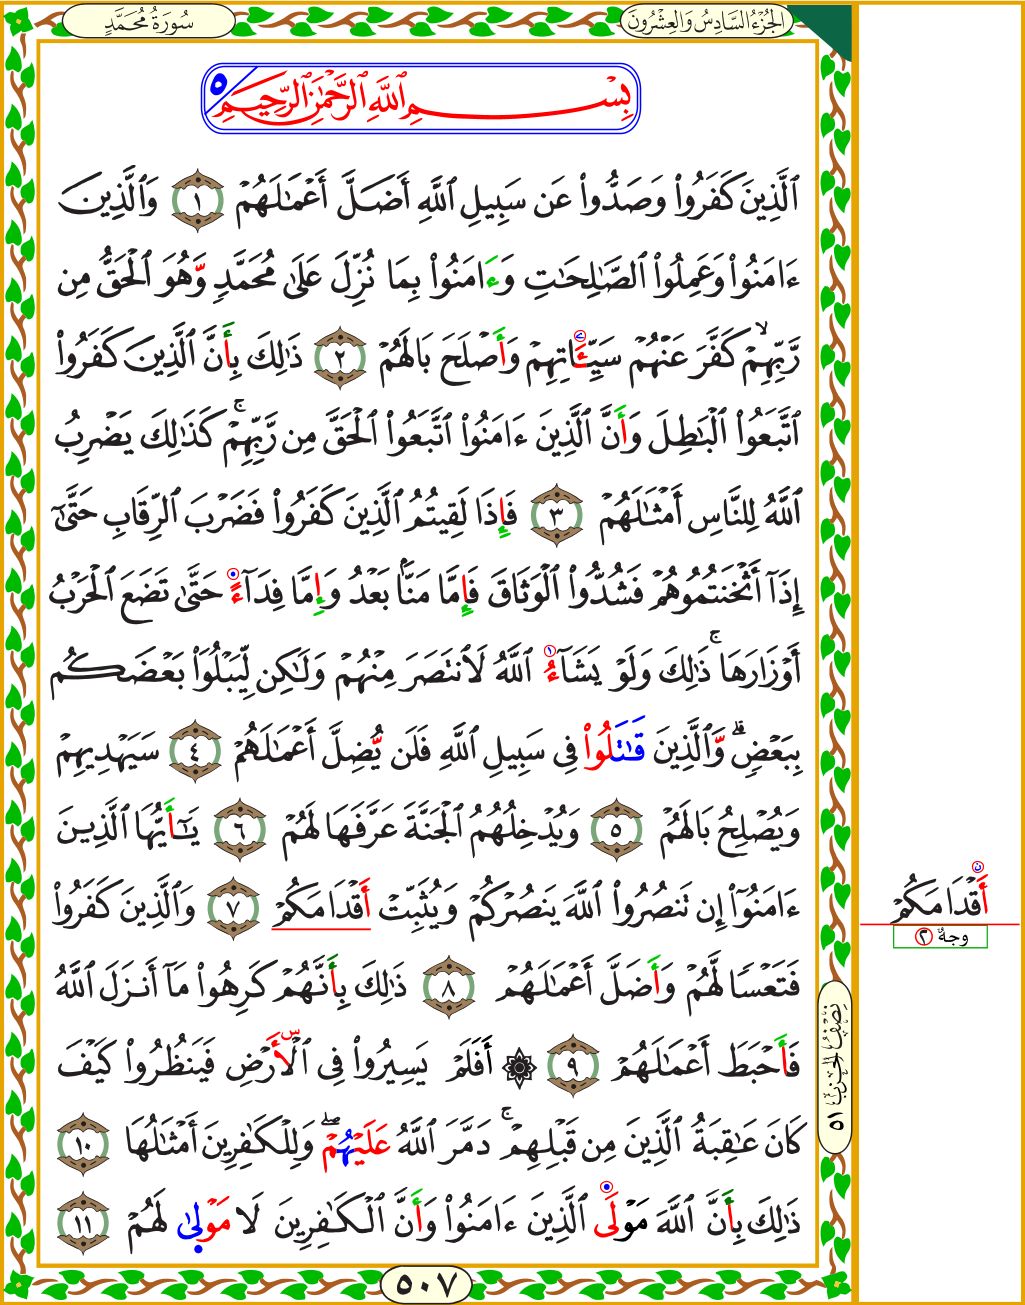 الجُزْءُ السَّادِسُ وَالعِشْرُونَ
سُورَةُ مُحَمَّدٍ
بِسْمِ ٱللَّهِ ٱلرَّحْمَٰنِ ٱلرَّحِيمِ ٥
ٱلَّذِينَ كَفَرُوا۟ وَصَدُّوا۟ عَن سَبِيلِ ٱللَّهِ أَضَلَّ أَعْمَٰلَهُمْ ١ وَٱلَّذِينَ
ءَامَنُوا۟ وَعَمِلُوا۟ ٱلصَّٰلِحَٰتِ وَءَامَنُوا۟ بِمَا نُزِّلَ عَلَىٰ مُحَمَّدٍ وَّهُوَ ٱلْحَقُّ مِن
رَّبِّهِمْ ۙ كَفَّرَ عَنْهُمْ سَيِّـَٔاتِهِمْ وَأَصْلَحَ بَالَهُمْ ٢ ذَٰلِكَ بِأَنَّ ٱلَّذِينَ كَفَرُوا۟
ٱتَّبَعُوا۟ ٱلْبَٰطِلَ وَأَنَّ ٱلَّذِينَ ءَامَنُوا۟ ٱتَّبَعُوا۟ ٱلْحَقَّ مِن رَّبِّهِمْ ۚ كَذَٰلِكَ يَضْرِبُ
ٱللَّهُ لِلنَّاسِ أَمْثَٰلَهُمْ ٣ فَإِذَا لَقِيتُمُ ٱلَّذِينَ كَفَرُوا۟ فَضَرْبَ ٱلرِّقَابِ حَتَّىٰٓ
إِذَآ أَثْخَنتُمُوهُمْ فَشُدُّوا۟ ٱلْوَثَاقَ فَإِمَّا مَنًّۢا بَعْدُ وَإِمَّا فِدَآءً حَتَّىٰ تَضَعَ ٱلْحَرْبُ
أَوْزَارَهَا ۚ ذَٰلِكَ وَلَوْ يَشَآءُ ٱللَّهُ لَٱنتَصَرَ مِنْهُمْ وَلَٰكِن لِّيَبْلُوَا۟ بَعْضَكُم
بِبَعْضٍ ۗ وَّٱلَّذِينَ قَٰتَلُوا۟ فِى سَبِيلِ ٱللَّهِ فَلَن يُّضِلَّ أَعْمَٰلَهُمْ ٤ سَيَهْدِيهِمْ
وَيُصْلِحُ بَالَهُمْ ٥ وَيُدْخِلُهُمُ ٱلْجَنَّةَ عَرَّفَهَا لَهُمْ ٦ يَٰٓأَيُّهَا ٱلَّذِينَ
ءَامَنُوٓا۟ إِن تَنصُرُوا۟ ٱللَّهَ يَنصُرْكُمْ وَيُثَبِّتْ أَقْدَامَكُمْ ٧ وَٱلَّذِينَ كَفَرُوا۟
فَتَعْسًا لَّهُمْ وَأَضَلَّ أَعْمَٰلَهُمْ ٨ ذَٰلِكَ بِأَنَّهُمْ كَرِهُوا۟ مَآ أَنزَلَ ٱللَّهُ
فَأَحْبَطَ أَعْمَٰلَهُمْ ٩ ۞ أَفَلَمْ يَسِيرُوا۟ فِى ٱلْأَرْضِ فَيَنظُرُوا۟ كَيْفَ
كَانَ عَٰقِبَةُ ٱلَّذِينَ مِن قَبْلِهِمْ ۚ دَمَّرَ ٱللَّهُ عَلَيْهُمْ ۖ وَلِلْكَٰفِرِينَ أَمْثَٰلُهَا ١٠
ذَٰلِكَ بِأَنَّ ٱللَّهَ مَوْلَى ٱلَّذِينَ ءَامَنُوا۟ وَأَنَّ ٱلْكَٰفِرِينَ لَا مَوْلَىٰ لَهُمْ ١١
أَقْدَامَكُمْ
وجهٌ ٢
نِصْفُ الحِزْبِ ٥١
٥٠٧